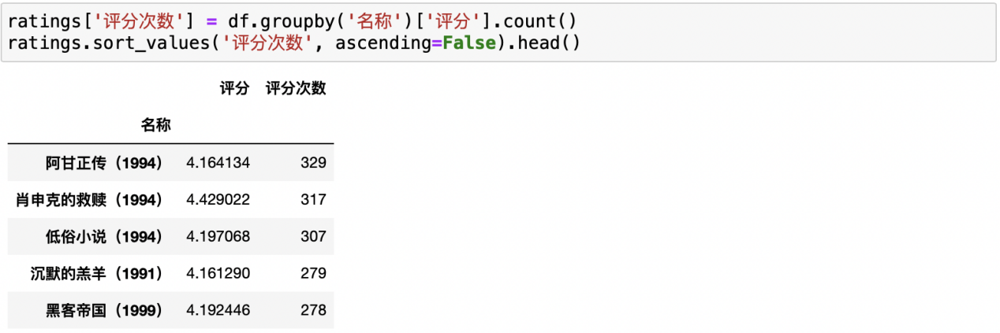 ratings['评分次数'] = df.groupby('名称')['评分'].count()
ratings.sort_values('评分次数', ascending=False).head()
评分 评分次数
名称
阿甘正传（1994） 4.164134 329
肖申克的救赎（1994） 4.429022 317
低俗小说（1994） 4.197068 307
沉默的羔羊（1991） 4.161290 279
黑客帝国（1999） 4.192446 278